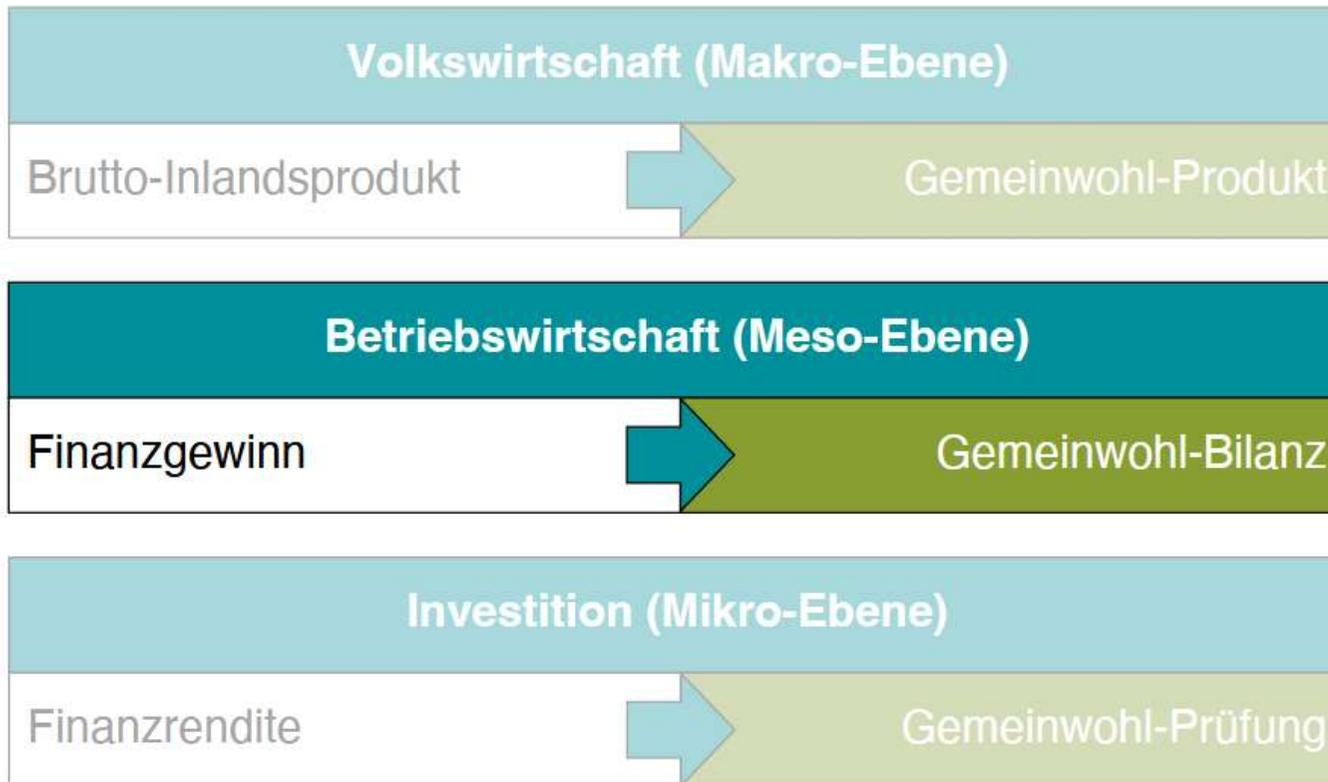 Volkswirtschaft (Makro-Ebene)
Brutto-Inlandsprodukt Gemeinwohl-Produkt
Betriebswirtschaft (Meso-Ebene)
Finanzgewinn Gemeinwohl-Bilanz
Investition (Mikro-Ebene)
Finanzrendite Gemeinwohl-Prüfung